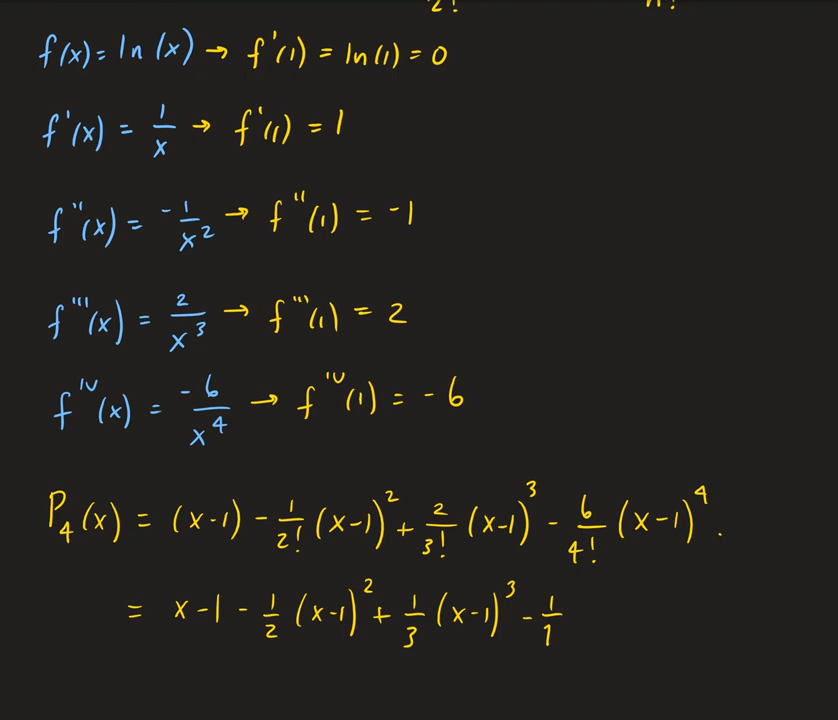 2! n!
f(x) = ln(x) → f'(1) = ln(1) = 0
f'(x) = 1/x → f'(1) = 1
f''(x) = -1/x² → f''(1) = -1
f'''(x) = 2/x³ → f'''(1) = 2
f^IV(x) = -6/x⁴ → f^IV(1) = -6
P₄(x) = (x-1) - 1/2! (x-1)² + 2/3! (x-1)³ - 6/4! (x-1)⁴.
= x-1 - 1/2 (x-1)² + 1/3 (x-1)³ - 1/1